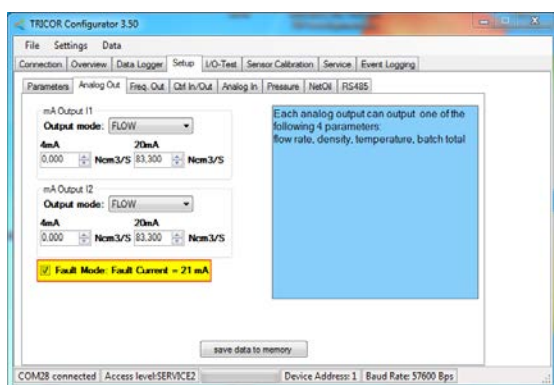 TRICOR Configurator 3.50
File Settings Data
Connection Overview Data Logger Setup I/O-Test Sensor Calibration Service Event Logging
Parameters Analog Out Freq. Out Ctrl In/Out Analog In Pressure NetOil RS485
mA Output I1
Output mode: FLOW
4mA 20mA
0,000 Ncm3/S 83,300 Ncm3/S
mA Output I2
Output mode: FLOW
4mA 20mA
0,000 Ncm3/S 83,300 Ncm3/S
Fault Mode: Fault Current = 21 mA
Each analog output can output one of the
following 4 parameters:
flow rate, density, temperature, batch total
save data to memory
COM28 connected Access level:SERVICE2 Device Address: 1 Baud Rate: 57600 Bps